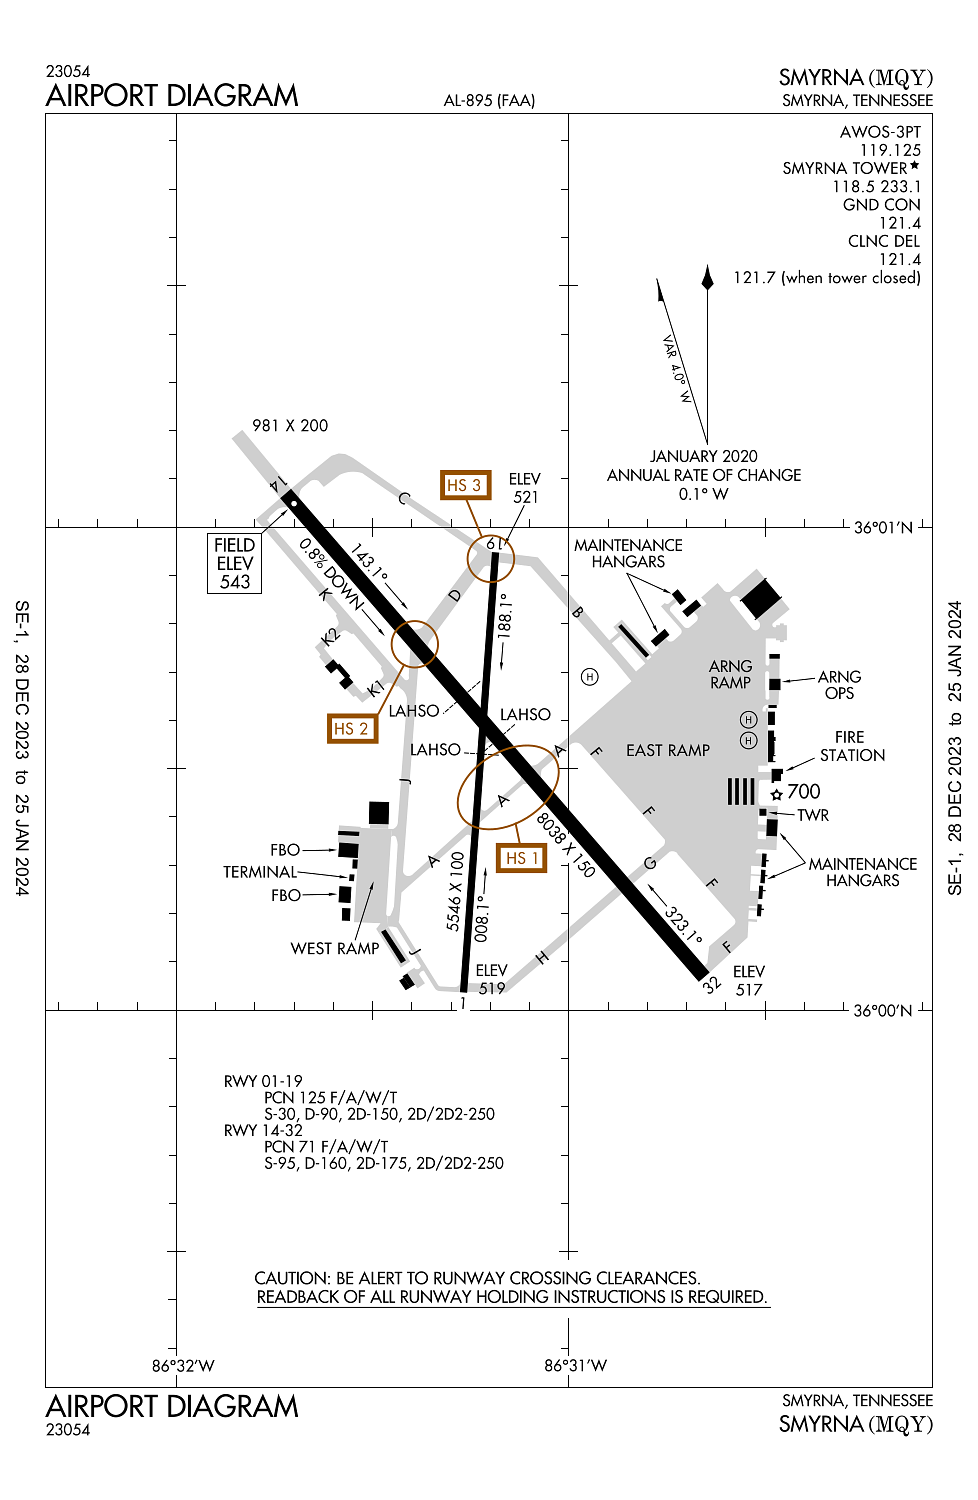 23054
AIRPORT DIAGRAM
AL-895 (FAA)
SMYRNA (MQY)
SMYRNA, TENNESSEE
AWOS-3PT
119.125
SMYRNA TOWER★
118.5 233.1
GND CON
121.4
CLNC DEL
121.4
121.7 (when tower closed)
VAR 4.0° W
JANUARY 2020
ANNUAL RATE OF CHANGE
0.1° W
981 X 200
14
C
HS 3
ELEV
521
19
36°01'N
FIELD
ELEV
543
0.8% DOWN
143.1°
K
D
188.1°
B
MAINTENANCE
HANGARS
K2
K1
H
ARNG
RAMP
ARNG
OPS
LAHSO
LAHSO
LAHSO
HS 2
H
H
A
F
EAST RAMP
FIRE
STATION
J
A
700
F
TWR
8038 X 150
HS 1
FBO
TERMINAL
FBO
A
G
MAINTENANCE
HANGARS
F
5546 X 100
008.1°
323.1°
WEST RAMP
J
H
F
ELEV
519
1
32
ELEV
517
36°00'N
RWY 01-19
PCN 125 F/A/W/T
S-30, D-90, 2D-150, 2D/2D2-250
RWY 14-32
PCN 71 F/A/W/T
S-95, D-160, 2D-175, 2D/2D2-250
CAUTION: BE ALERT TO RUNWAY CROSSING CLEARANCES.
READBACK OF ALL RUNWAY HOLDING INSTRUCTIONS IS REQUIRED.
86°32'W
86°31'W
SE-1, 28 DEC 2023 to 25 JAN 2024
SE-1, 28 DEC 2023 to 25 JAN 2024
AIRPORT DIAGRAM
23054
SMYRNA, TENNESSEE
SMYRNA (MQY)